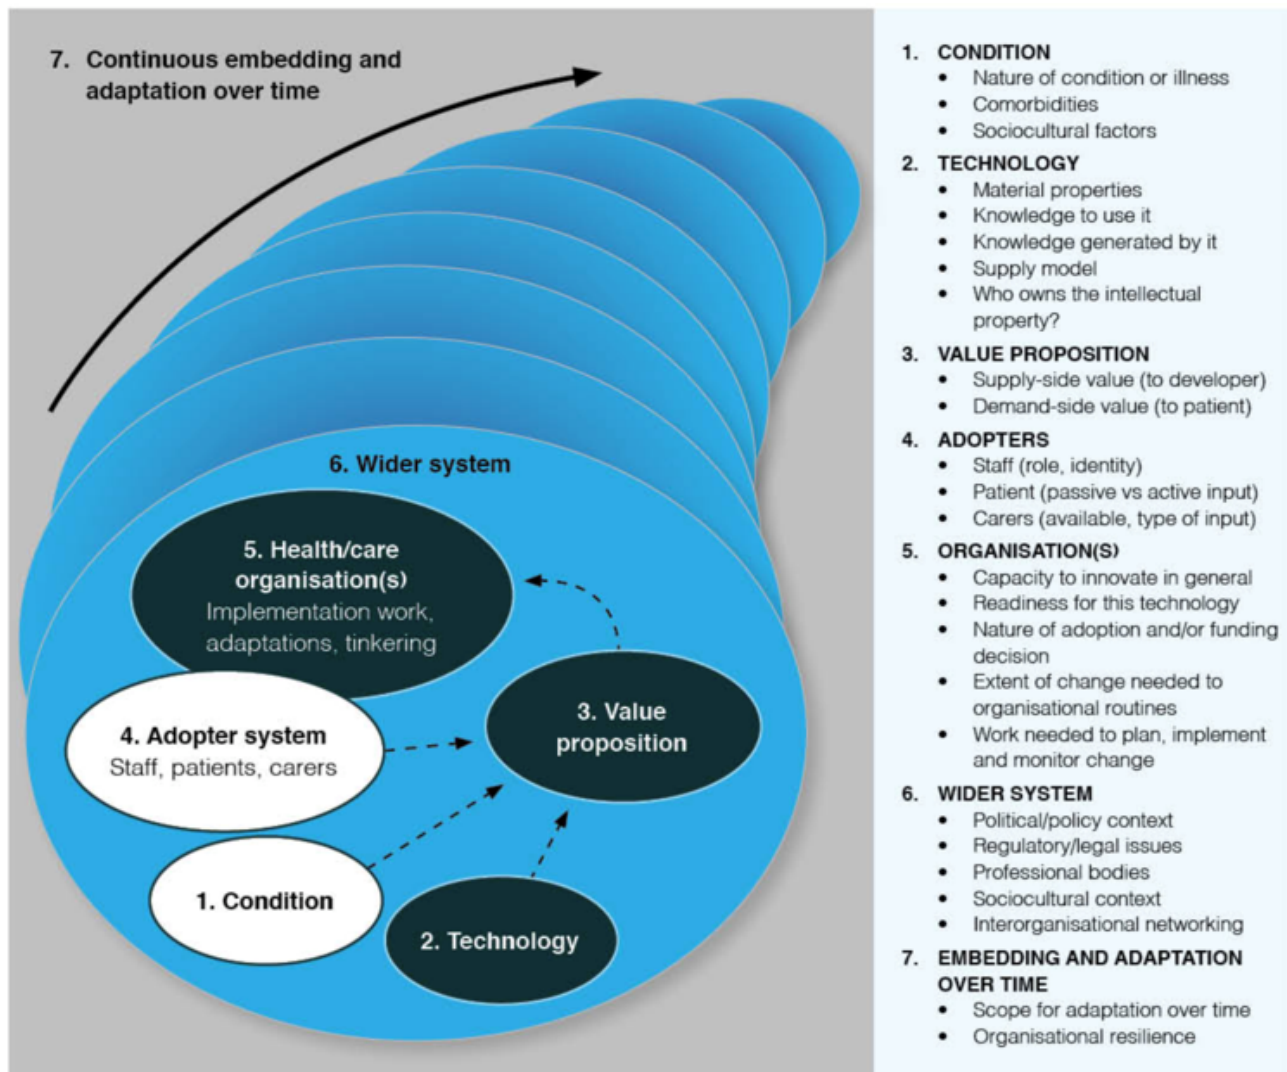 7. Continuous embedding and
adaptation over time
6. Wider system
5. Health/care
organisation(s)
Implementation work,
adaptations, tinkering
4. Adopter system
Staff, patients, carers
3. Value
proposition
1. Condition
2. Technology
1. CONDITION
• Nature of condition or illness
• Comorbidities
• Sociocultural factors
2. TECHNOLOGY
• Material properties
• Knowledge to use it
• Knowledge generated by it
• Supply model
• Who owns the intellectual
property?
3. VALUE PROPOSITION
• Supply-side value (to developer)
• Demand-side value (to patient)
4. ADOPTERS
• Staff (role, identity)
• Patient (passive vs active input)
• Carers (available, type of input)
5. ORGANISATION(S)
• Capacity to innovate in general
• Readiness for this technology
• Nature of adoption and/or funding
decision
• Extent of change needed to
organisational routines
• Work needed to plan, implement
and monitor change
6. WIDER SYSTEM
• Political/policy context
• Regulatory/legal issues
• Professional bodies
• Sociocultural context
• Interorganisational networking
7. EMBEDDING AND ADAPTATION
OVER TIME
• Scope for adaptation over time
• Organisational resilience